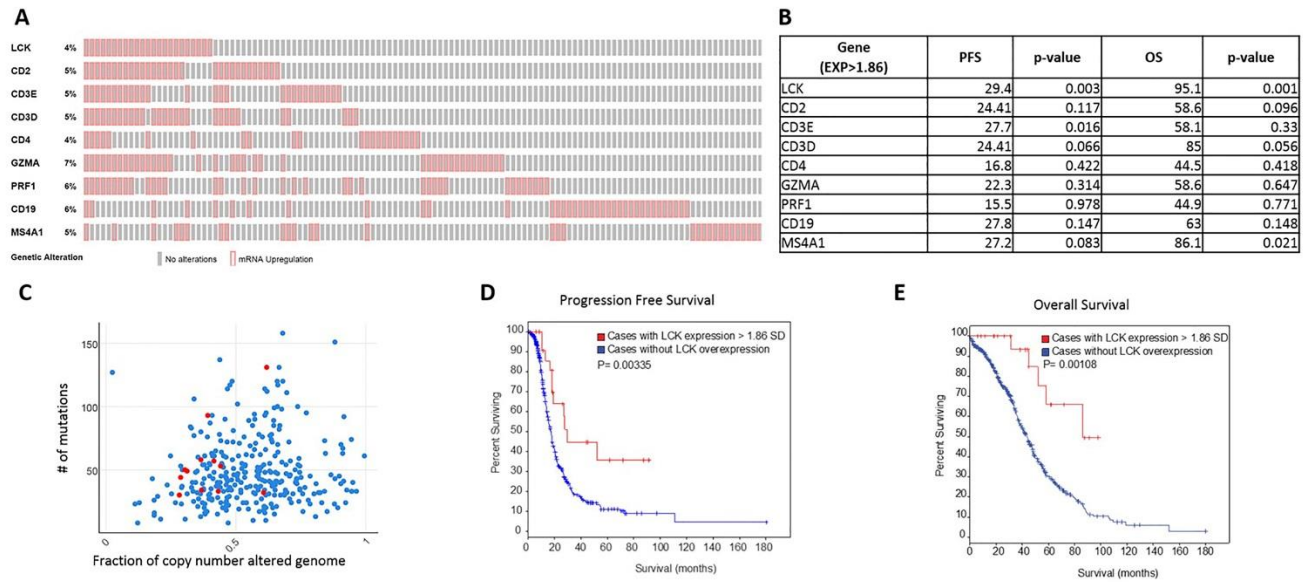 A
LCK 4%
CD2 5%
CD3E 5%
CD3D 5%
CD4 4%
GZMA 7%
PRF1 6%
CD19 6%
MS4A1 5%
Genetic Alteration No alterations mRNA Upregulation
B
Gene (EXP>1.86) PFS p-value OS p-value
LCK 29.4 0.003 95.1 0.001
CD2 24.41 0.117 58.6 0.096
CD3E 27.7 0.016 58.1 0.33
CD3D 24.41 0.066 85 0.056
CD4 16.8 0.422 44.5 0.418
GZMA 22.3 0.314 58.6 0.647
PRF1 15.5 0.978 44.9 0.771
CD19 27.8 0.147 63 0.148
MS4A1 27.2 0.083 86.1 0.021
C
# of mutations
150
100
50
0 0.5 1
Fraction of copy number altered genome
D
Progression Free Survival
Cases with LCK expression > 1.86 SD
Cases without LCK overexpression
P= 0.00335
Percent Surviving
100
90
80
70
60
50
40
30
20
10
0
0 20 40 60 80 100 120 140 160 180
Survival (months)
E
Overall Survival
Cases with LCK expression > 1.86 SD
Cases without LCK overexpression
P= 0.00108
Percent Surviving
100
90
80
70
60
50
40
30
20
10
0
0 20 40 60 80 100 120 140 160 180
Survival (months)